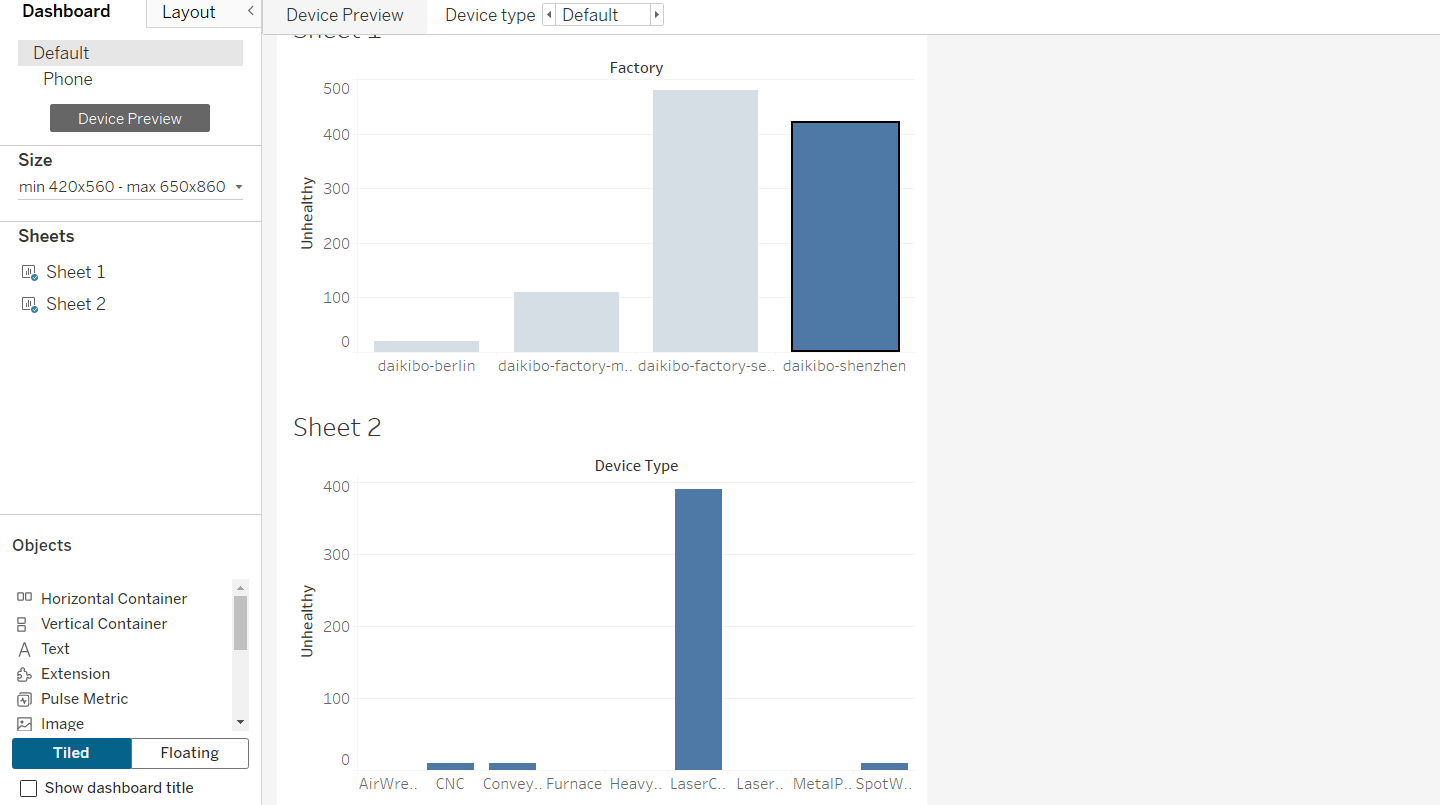 Dashboard
Layout
Default
Phone
Device Preview
Size
min 420x560 - max 650x860
Sheets
Sheet 1
Sheet 2
Objects
Horizontal Container
Vertical Container
Text
Extension
Pulse Metric
Image
Tiled
Floating
Show dashboard title
Device Preview
Device type
Default
Sheet 1
Factory
Unhealthy
500
400
300
200
100
0
daikibo-berlin
daikibo-factory-m..
daikibo-factory-se..
daikibo-shenzhen
Sheet 2
Device Type
Unhealthy
400
300
200
100
0
AirWre..
CNC
Convey..
Furnace
Heavy..
LaserC..
Laser..
MetalP..
SpotW..